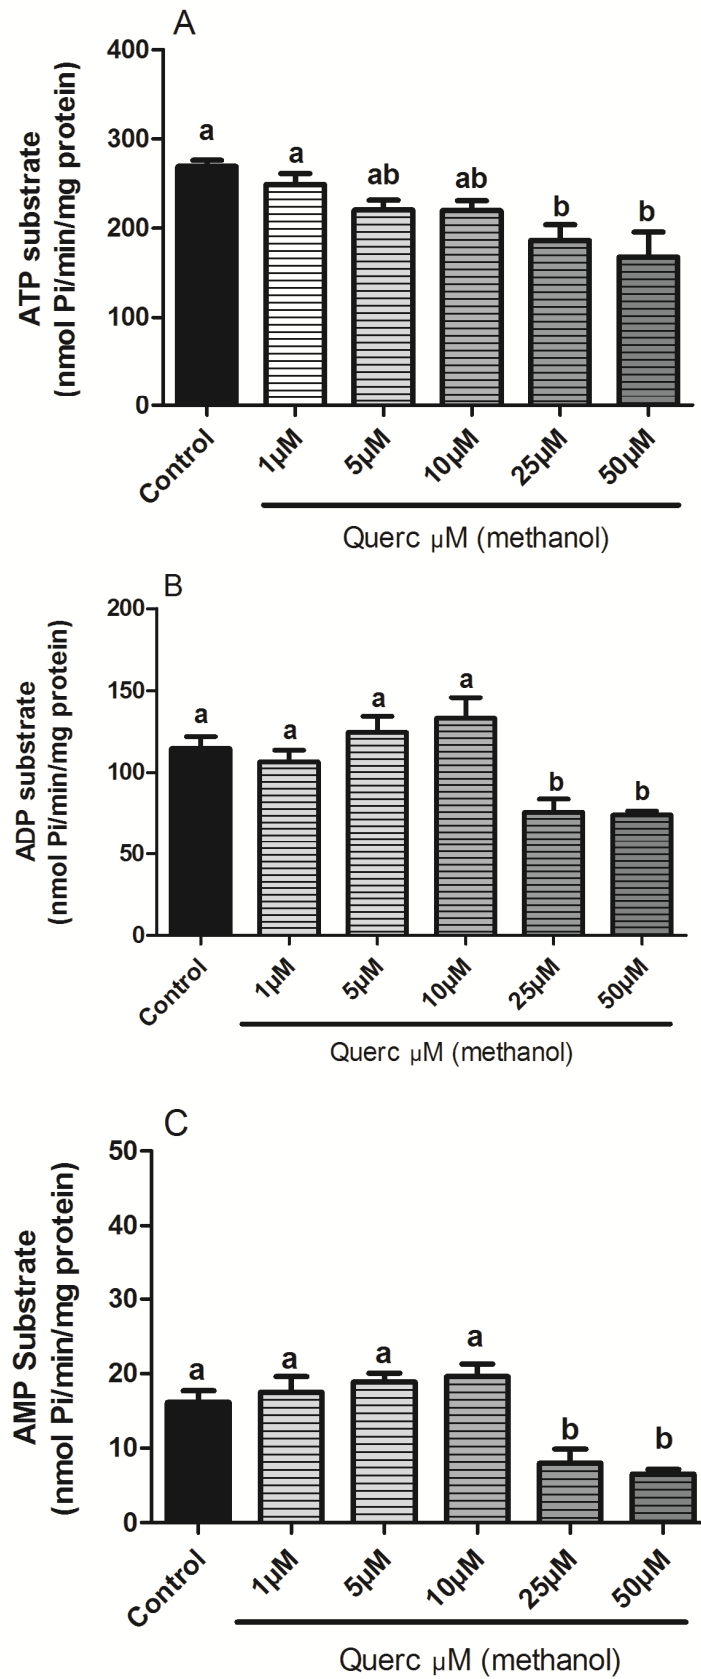 A
ATP substrate
(nmol Pi/min/mg protein)
400
300
200
100
0
a
a
ab
ab
b
b
Control
1µM
5µM
10µM
25µM
50µM
Querc µM (methanol)
B
ADP substrate
(nmol Pi/min/mg protein)
200
150
100
50
0
a
a
a
a
b
b
Control
1µM
5µM
10µM
25µM
50µM
Querc µM (methanol)
C
AMP Substrate
(nmol Pi/min/mg protein)
50
40
30
20
10
0
a
a
a
a
b
b
Control
1µM
5µM
10µM
25µM
50µM
Querc µM (methanol)